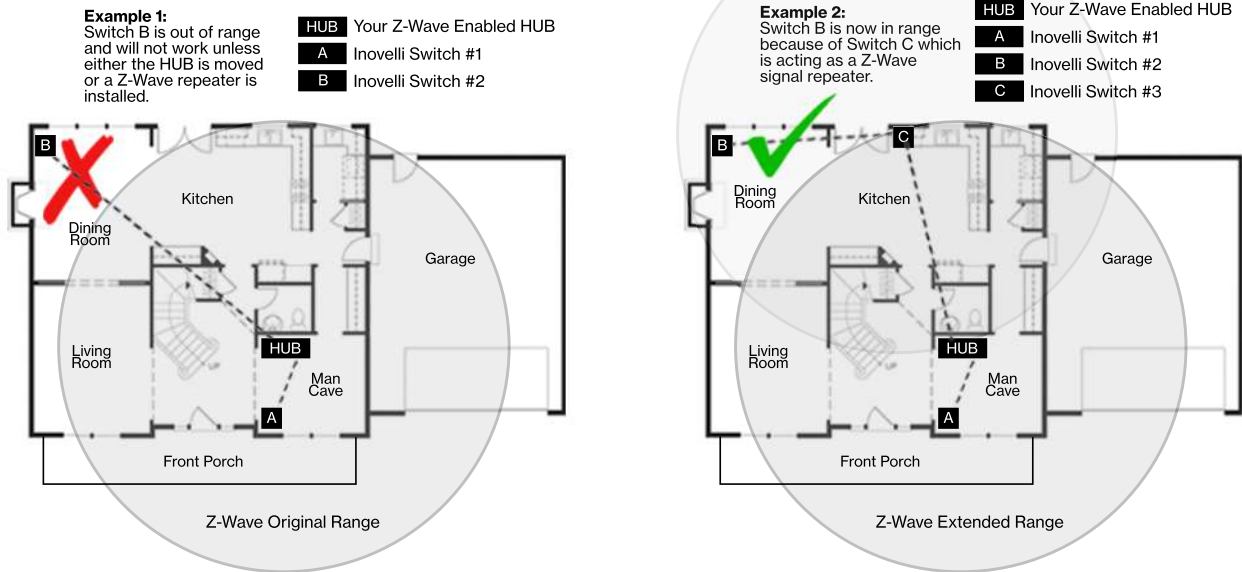 Example 1:
Switch B is out of range
and will not work unless
either the HUB is moved
or a Z-Wave repeater is
installed.
HUB Your Z-Wave Enabled HUB
A Inovelli Switch #1
B Inovelli Switch #2
B
Kitchen
Dining
Room
Garage
HUB
Living
Room
Man
Cave
A
Front Porch
Z-Wave Original Range
Example 2:
Switch B is now in range
because of Switch C which
is acting as a Z-Wave
signal repeater.
HUB Your Z-Wave Enabled HUB
A Inovelli Switch #1
B Inovelli Switch #2
C Inovelli Switch #3
B
C
Dining
Room
Kitchen
Garage
HUB
Living
Room
Man
Cave
A
Front Porch
Z-Wave Extended Range